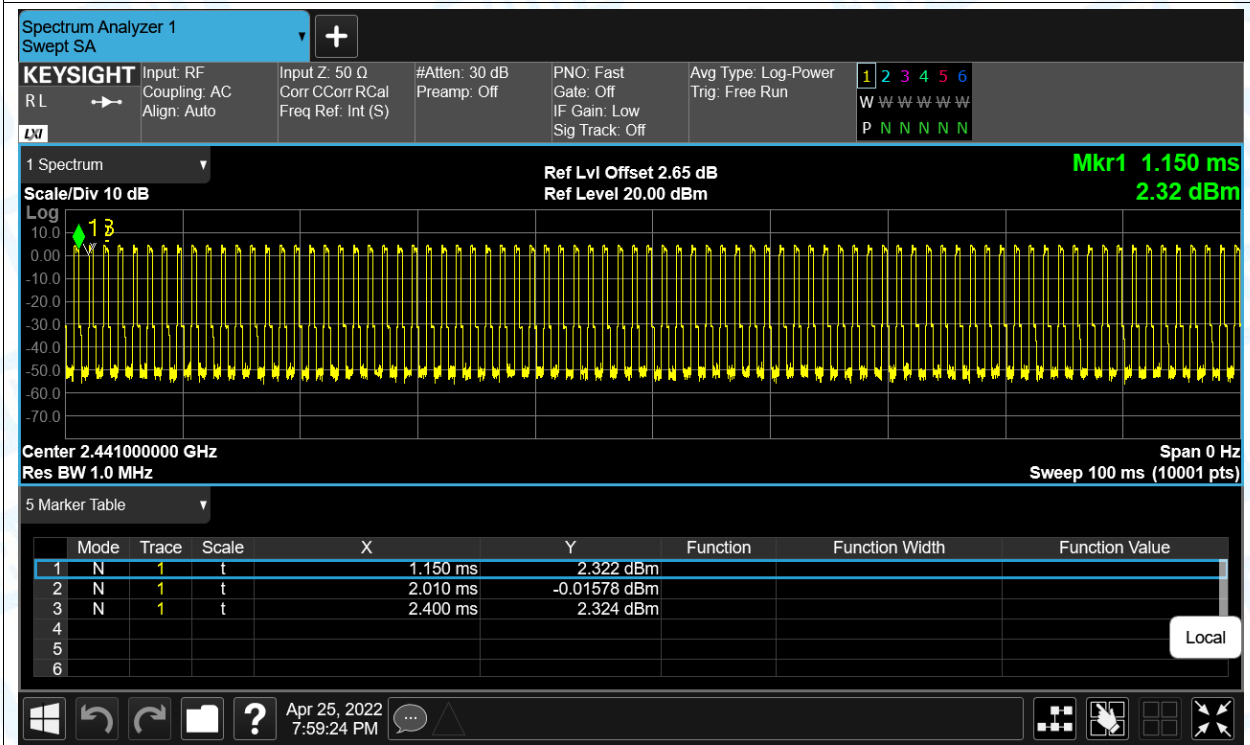 Spectrum Analyzer 1
Swept SA
KEYSIGHT
R L
LXI
Input: RF
Coupling: AC
Align: Auto
Input Z: 50 Ω
Corr CCorr RCal
Freq Ref: Int (S)
#Atten: 30 dB
Preamp: Off
PNO: Fast
Gate: Off
IF Gain: Low
Sig Track: Off
Avg Type: Log-Power
Trig: Free Run
1 2 3 4 5 6
W W W W W W
P N N N N N
1 Spectrum
Scale/Div 10 dB
Ref Lvl Offset 2.65 dB
Ref Level 20.00 dBm
Mkr1 1.150 ms
2.32 dBm
Log
10.0
0.00
-10.0
-20.0
-30.0
-40.0
-50.0
-60.0
-70.0
1
3
Center 2.441000000 GHz
Res BW 1.0 MHz
Span 0 Hz
Sweep 100 ms (10001 pts)
5 Marker Table
Mode Trace Scale X Y Function Function Width Function Value
1 N 1 t 1.150 ms 2.322 dBm
2 N 1 t 2.010 ms -0.01578 dBm
3 N 1 t 2.400 ms 2.324 dBm
4
5
6
Local
?
Apr 25, 2022
7:59:24 PM